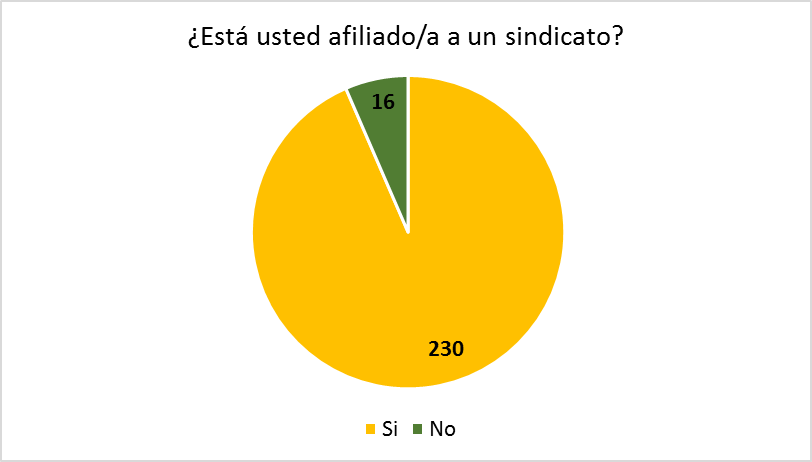 ¿Está usted afiliado/a a un sindicato?
16
230
Si No